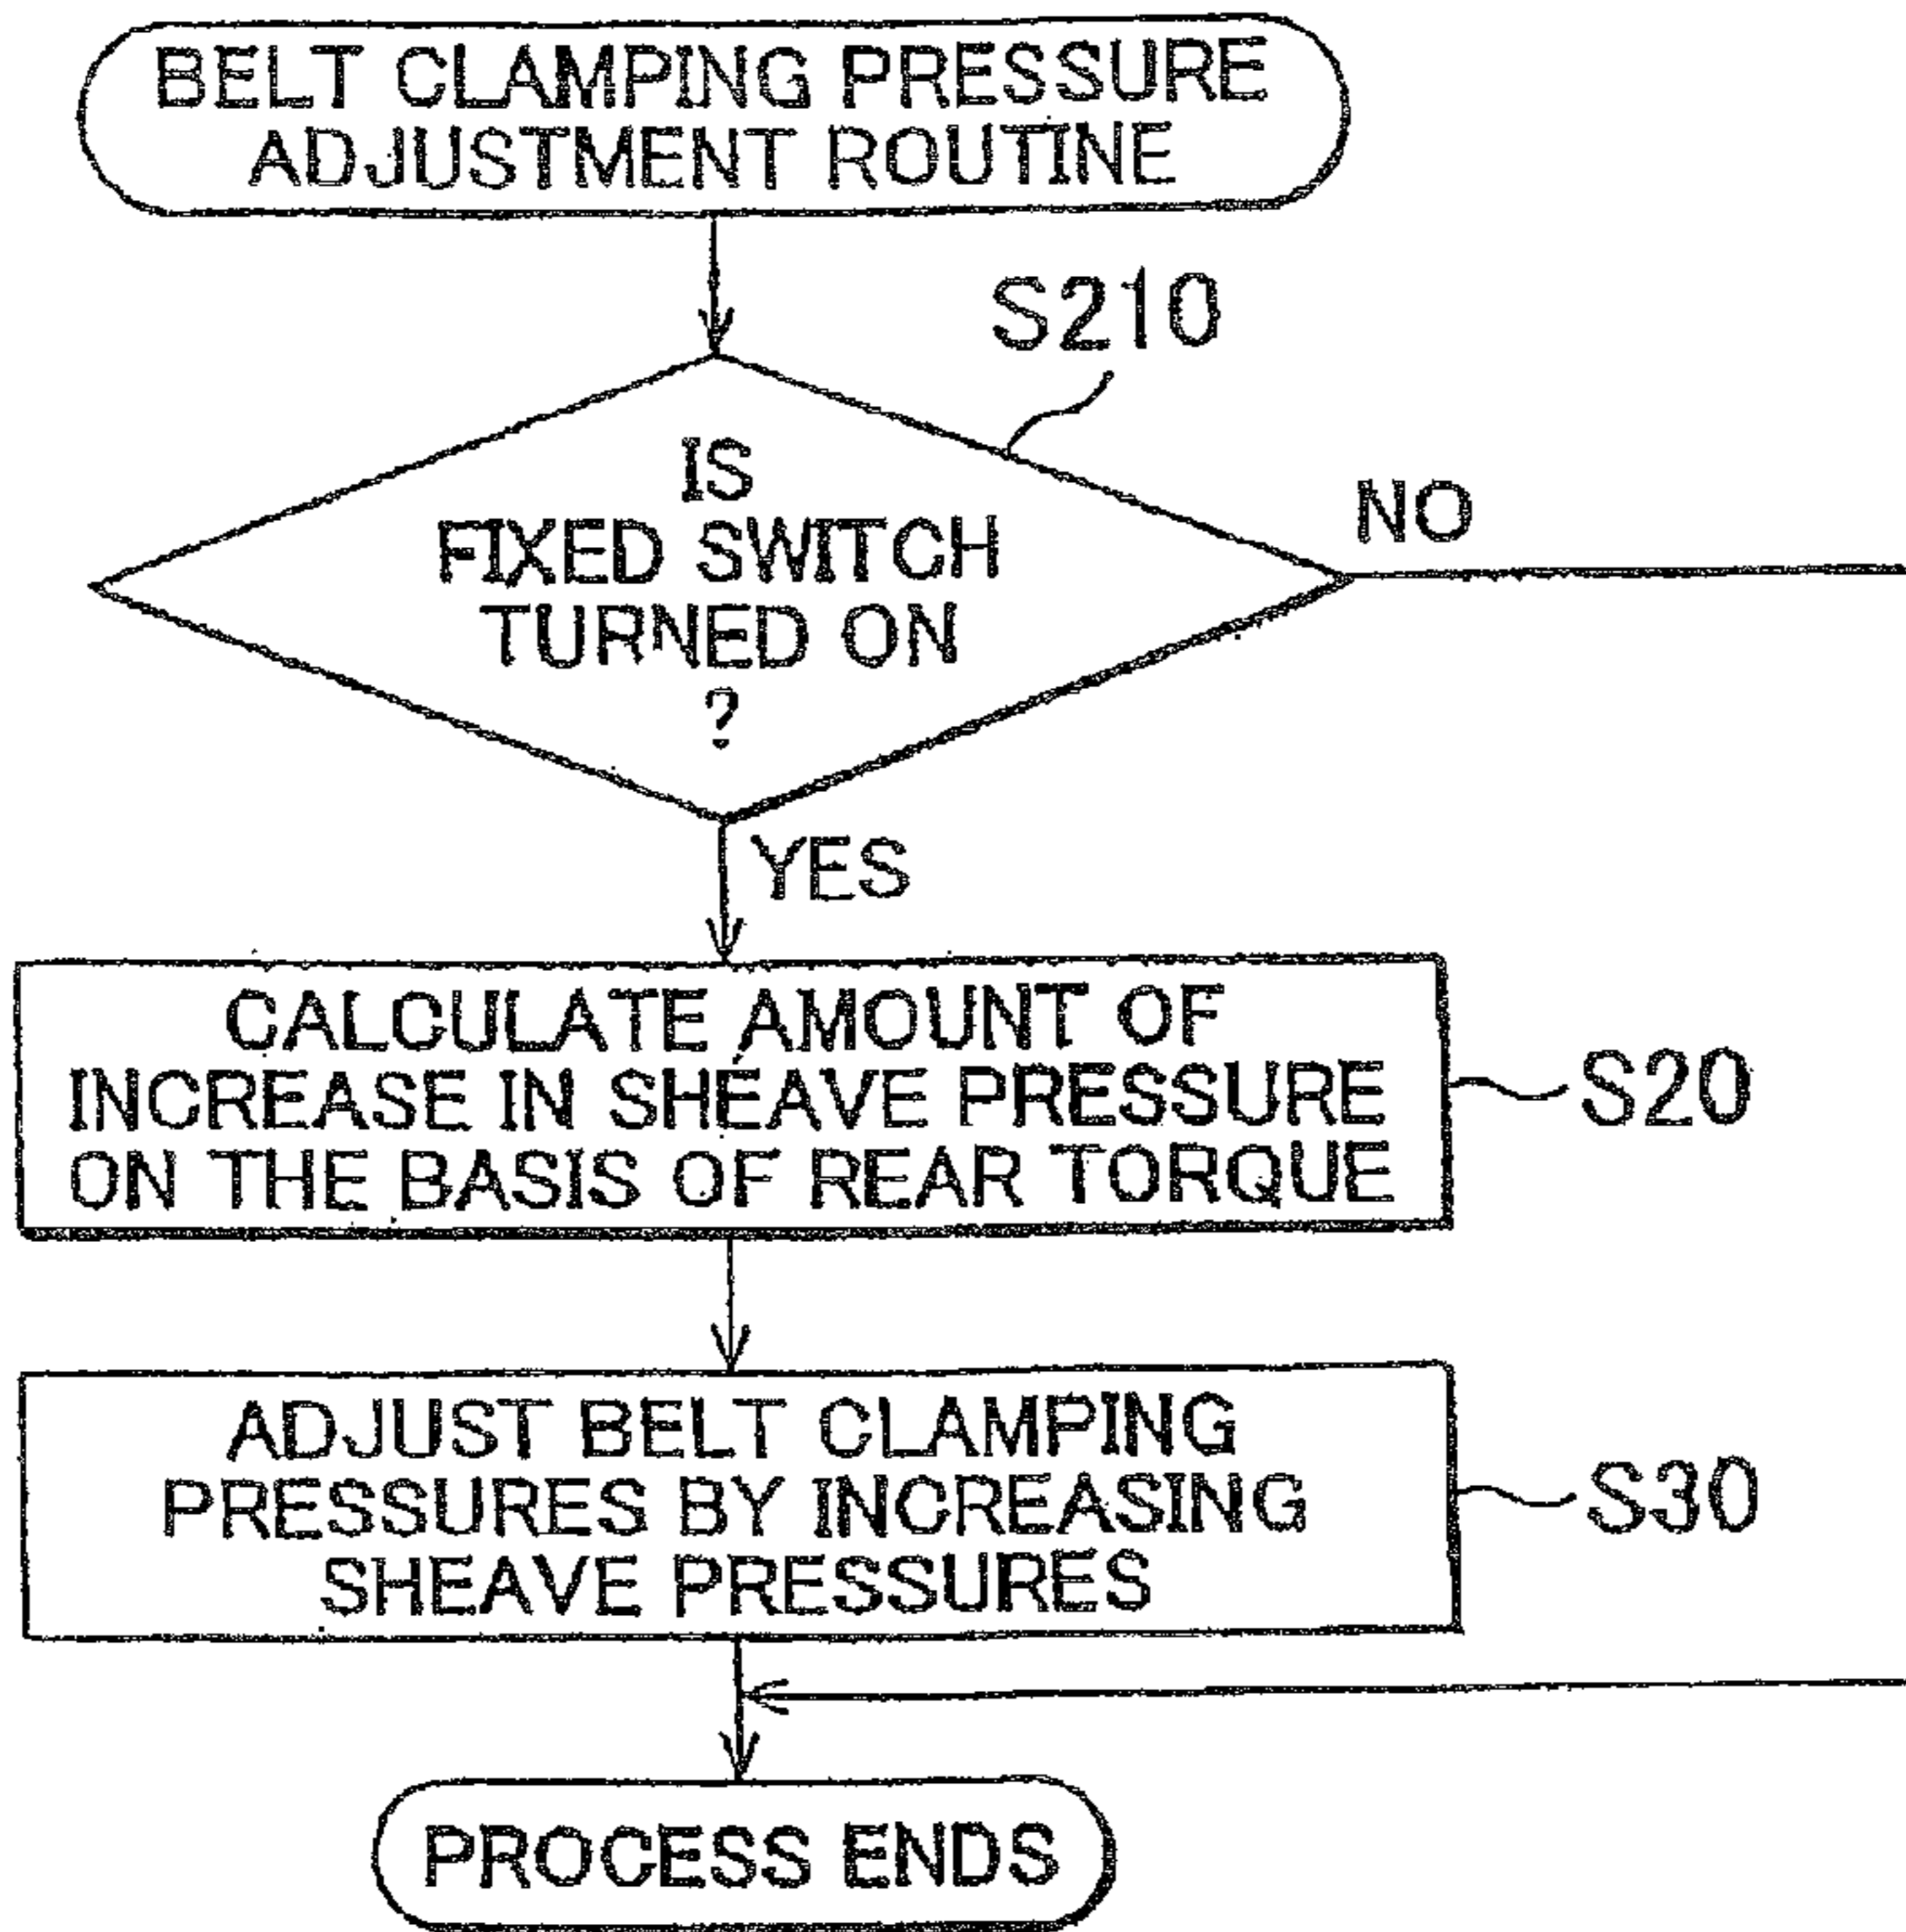 BELT CLAMPING PRESSURE
ADJUSTMENT ROUTINE
S210
IS
FIXED SWITCH
TURNED ON
?
NO
YES
CALCULATE AMOUNT OF
INCREASE IN SHEAVE PRESSURE
ON THE BASIS OF REAR TORQUE
S20
ADJUST BELT CLAMPING
PRESSURES BY INCREASING
SHEAVE PRESSURES
S30
PROCESS ENDS